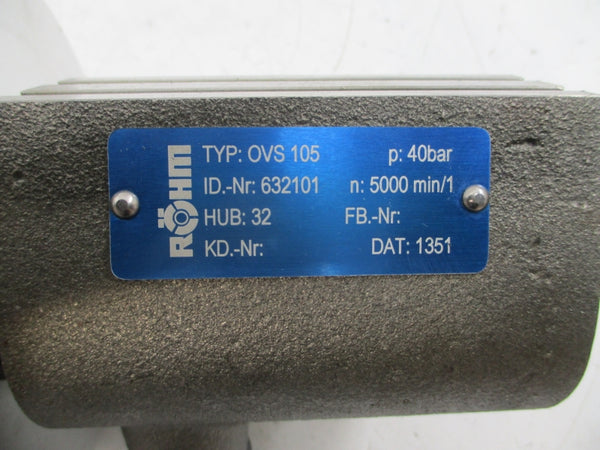 RÖHM
TYP: OVS 105 p: 40bar
ID.-Nr: 632101 n: 5000 min/1
HUB: 32 FB.-Nr:
KD.-Nr: DAT: 1351